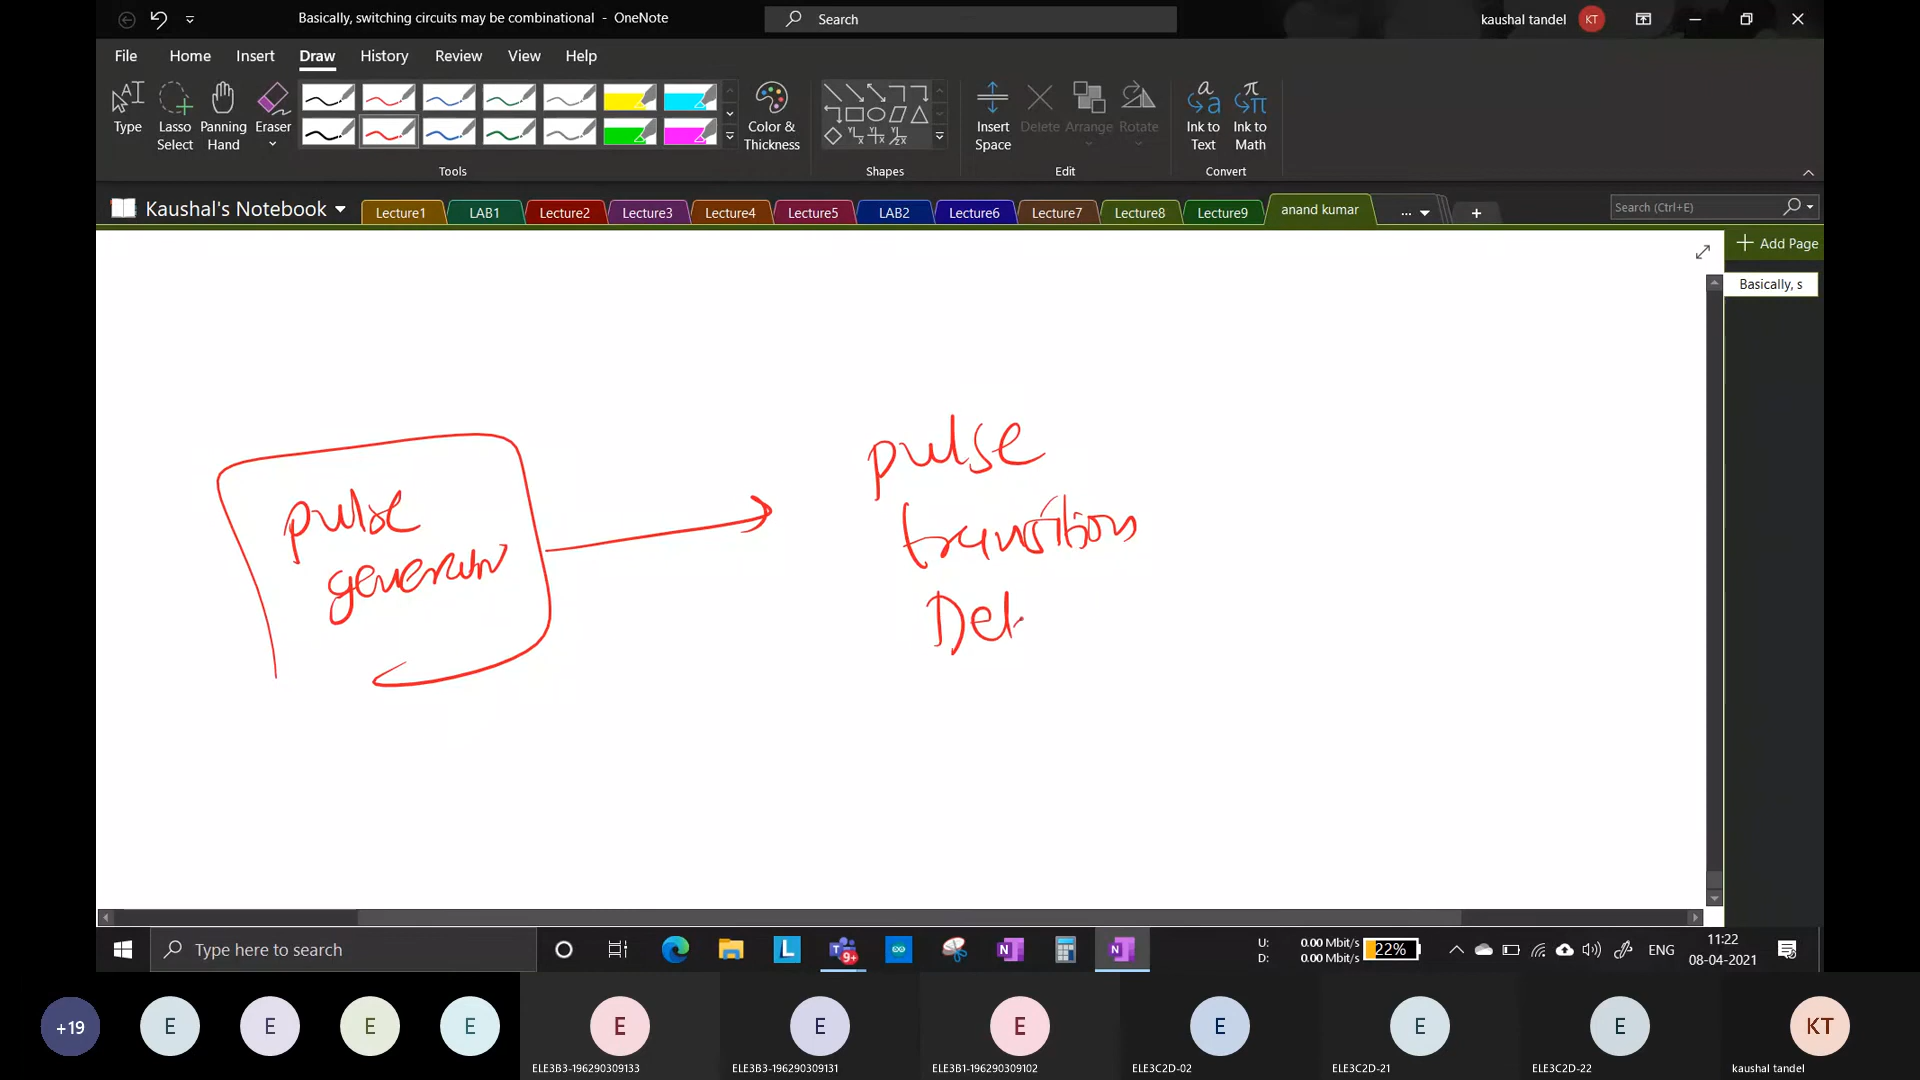 Basically, switching circuits may be combinational - OneNote
Search
kaushal tandel
KT
File Home Insert Draw History Review View Help
Type
Lasso Select
Panning Hand
Eraser
Color & Thickness
Insert Space
Delete
Arrange
Rotate
Ink to Text
Ink to Math
Tools
Shapes
Edit
Convert
Kaushal's Notebook
Lecture1 LAB1 Lecture2 Lecture3 Lecture4 Lecture5 LAB2 Lecture6 Lecture7 Lecture8 Lecture9 anand kumar ... +
Search (Ctrl+E)
Add Page
Basically, s
pulse
generator
pulse
transition
Det
Type here to search
9+
U: 0.00 Mbit/s
D: 0.00 Mbit/s
22%
ENG
11:22
08-04-2021
+19 E E E E E E E E E E KT
ELE3B3-196290309133 ELE3B3-196290309131 ELE3B1-196290309102 ELE3C2D-02 ELE3C2D-21 ELE3C2D-22 kaushal tandel